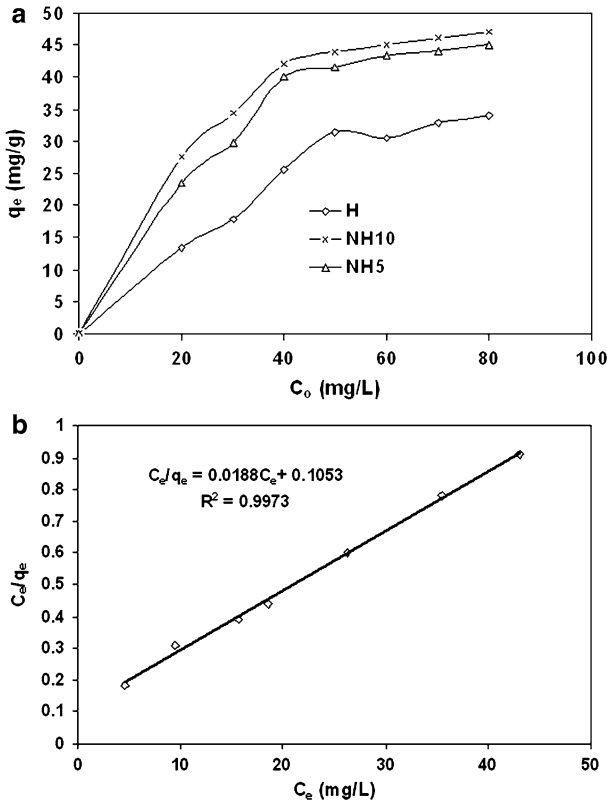 a
50
45
40
35
30
25
20
15
10
5
0
qₑ (mg/g)
H
NH10
NH5
0 20 40 60 80 100
Cₒ (mg/L)
b
1
0.9
0.8
0.7
0.6
0.5
0.4
0.3
0.2
0.1
0
Cₑ/qₑ
Cₑ/qₑ = 0.0188Cₑ+ 0.1053
R² = 0.9973
0 10 20 30 40 50
Cₑ (mg/L)